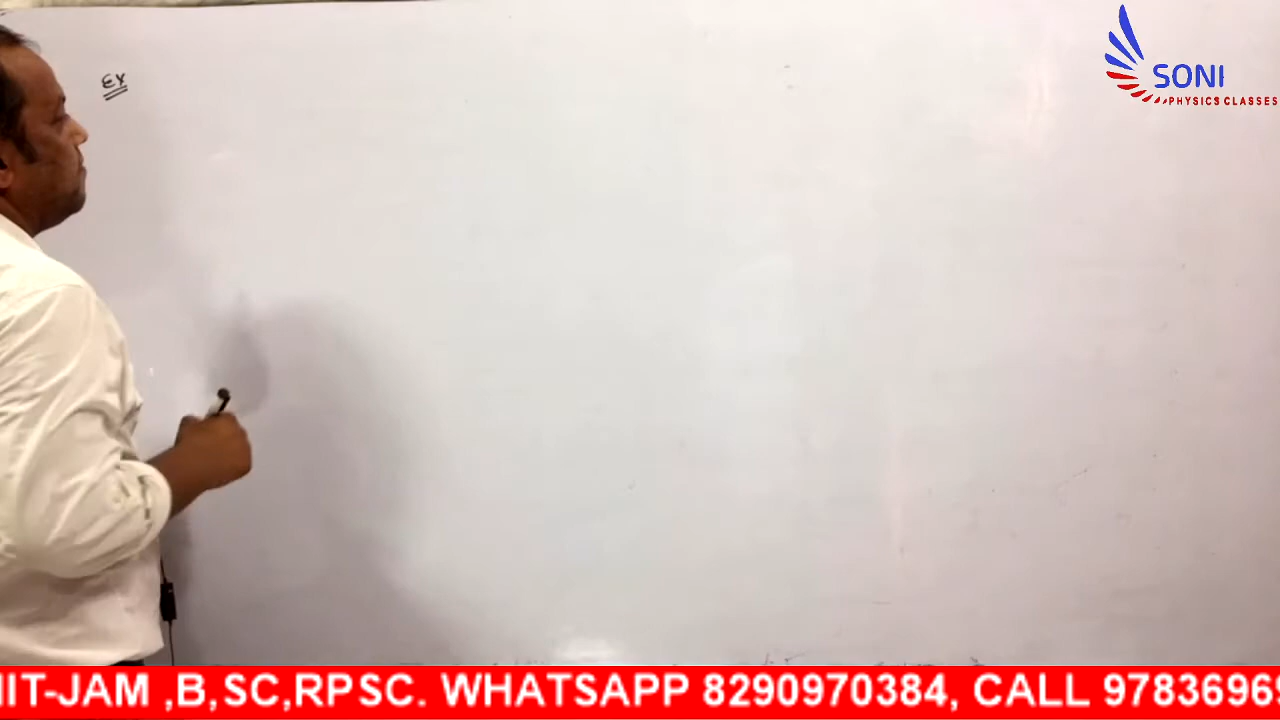 EX
SONI
PHYSICS CLASSES
IIT-JAM ,B,SC,RPSC. WHATSAPP 8290970384, CALL 9783696